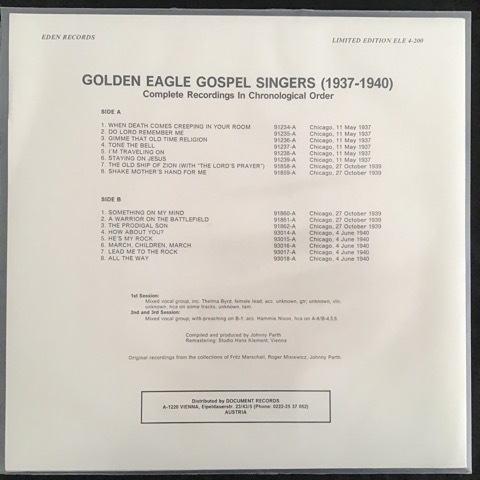 EDEN RECORDS
LIMITED EDITION ELE 4-200
GOLDEN EAGLE GOSPEL SINGERS (1937-1940)
Complete Recordings In Chronological Order
SIDE A
1. WHEN DEATH COMES CREEPING IN YOUR ROOM 91234-A Chicago, 11 May 1937
2. DO LORD REMEMBER ME 91235-A Chicago, 11 May 1937
3. GIMME THAT OLD TIME RELIGION 91236-A Chicago, 11 May 1937
4. TONE THE BELL 91237-A Chicago, 11 May 1937
5. I'M TRAVELING ON 91238-A Chicago, 11 May 1937
6. STAYING ON JESUS 91239-A Chicago, 11 May 1937
7. THE OLD SHIP OF ZION (WITH "THE LORD'S PRAYER") 91858-A Chicago, 27 October 1939
8. SHAKE MOTHER'S HAND FOR ME 91859-A Chicago, 27 October 1939
SIDE B
1. SOMETHING ON MY MIND 91860-A Chicago, 27 October 1939
2. A WARRIOR ON THE BATTLEFIELD 91861-A Chicago, 27 October 1939
3. THE PRODIGAL SON 91862-A Chicago, 27 October 1939
4. HOW ABOUT YOU? 93014-A Chicago, 4 June 1940
5. HE'S MY ROCK 93015-A Chicago, 4 June 1940
6. MARCH, CHILDREN, MARCH 93016-A Chicago, 4 June 1940
7. LEAD ME TO THE ROCK 93017-A Chicago, 4 June 1940
8. ALL THE WAY 93018-A Chicago, 4 June 1940
1st Session:
Mixed vocal group, inc. Thelma Byrd, female lead; acc. unknown, gtr; unknown, vln;
unknown, hca on some tracks, unknown, tam.
2nd and 3rd Session:
Mixed vocal group, with preaching on B-1; acc. Hammie Nixon, hca on A-8/B-4,5,6.
Compiled and produced by Johnny Parth
Remastering: Studio Hans Klement, Vienna
Original recordings from the collections of Fritz Marschall, Roger Misiewicz, Johnny Parth.
Distributed by DOCUMENT RECORDS
A-1220 VIENNA, Eipeldauerstr. 23/43/5 (Phone: 0222-25 37 062)
AUSTRIA